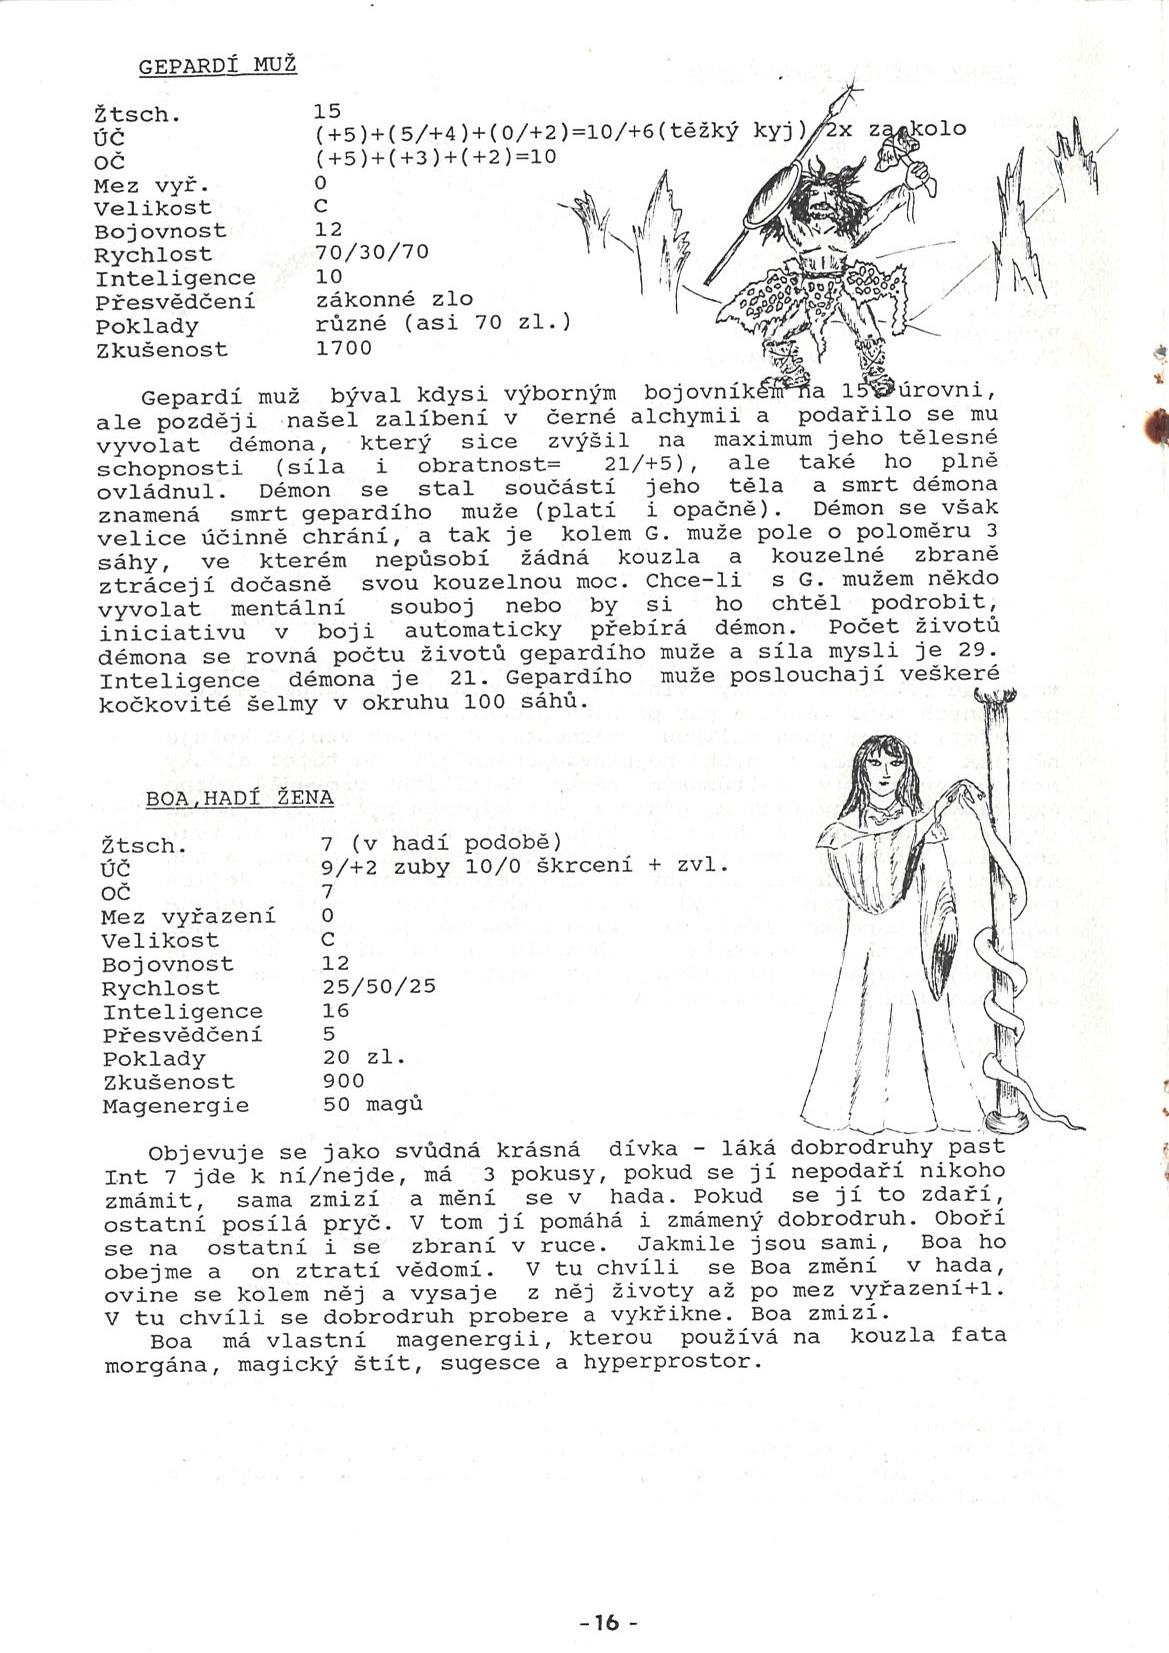 GEPARDÍ MUŽ
Žtsch. 15
ÚČ (+5)+(5/+4)+(0/+2)=10/+6(těžký kyj) 2x za kolo
OČ (+5)+(+3)+(+2)=10
Mez vyř. 0
Velikost C
Bojovnost 12
Rychlost 70/30/70
Inteligence 10
Přesvědčení zákonné zlo
Poklady různé (asi 70 zl.)
Zkušenost 1700
Gepardí muž býval kdysi výborným bojovníkem na 15. úrovni,
ale později našel zalíbení v černé alchymii a podařilo se mu
vyvolat démona, který sice zvýšil na maximum jeho tělesné
schopnosti (síla i obratnost= 21/+5), ale také ho plně
ovládnul. Démon se stal součástí jeho těla a smrt démona
znamená smrt gepardího muže (platí i opačně). Démon se však
velice účinně chrání, a tak je kolem G. muže pole o poloměru 3
sáhy, ve kterém nepůsobí žádná kouzla a kouzelné zbraně
ztrácejí dočasně svou kouzelnou moc. Chce-li s G. mužem někdo
vyvolat mentální souboj nebo by si ho chtěl podrobit,
iniciativu v boji automaticky přebírá démon. Počet životů
démona se rovná počtu životů gepardího muže a síla mysli je 29.
Inteligence démona je 21. Gepardího muže poslouchají veškeré
kočkovité šelmy v okruhu 100 sáhů.
BOA,HADÍ ŽENA
Žtsch. 7 (v hadí podobě)
ÚČ 9/+2 zuby 10/0 škrcení + zvl.
OČ 7
Mez vyřazení 0
Velikost C
Bojovnost 12
Rychlost 25/50/25
Inteligence 16
Přesvědčení 5
Poklady 20 zl.
Zkušenost 900
Magenergie 50 magů
Objevuje se jako svůdná krásná dívka - láká dobrodruhy past
Int 7 jde k ní/nejde, má 3 pokusy, pokud se jí nepodaří nikoho
zmámit, sama zmizí a mění se v hada. Pokud se jí to zdaří,
ostatní posílá pryč. V tom jí pomáhá i zmámený dobrodruh. Oboří
se na ostatní i se zbraní v ruce. Jakmile jsou sami, Boa ho
obejme a on ztratí vědomí. V tu chvíli se Boa změní v hada,
ovine se kolem něj a vysaje z něj životy až po mez vyřazení+1.
V tu chvíli se dobrodruh probere a vykřikne. Boa zmizí.
Boa má vlastní magenergii, kterou používá na kouzla fata
morgána, magický štít, sugesce a hyperprostor.
-16-